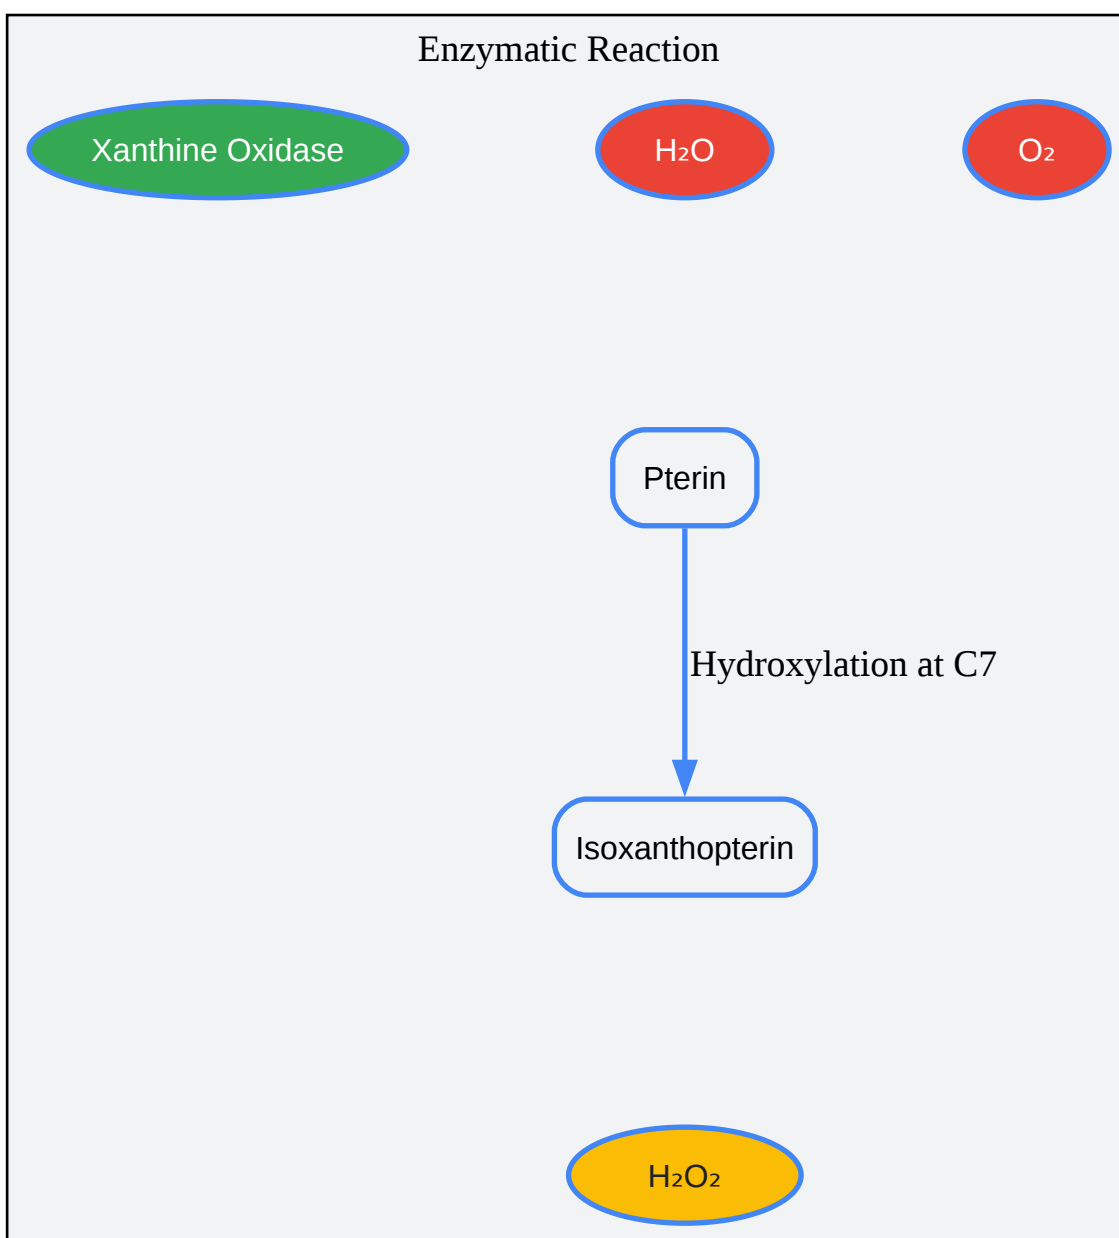 Enzymatic Reaction
Xanthine Oxidase
H₂O
O₂
Pterin
Hydroxylation at C7
Isoxanthopterin
H₂O₂